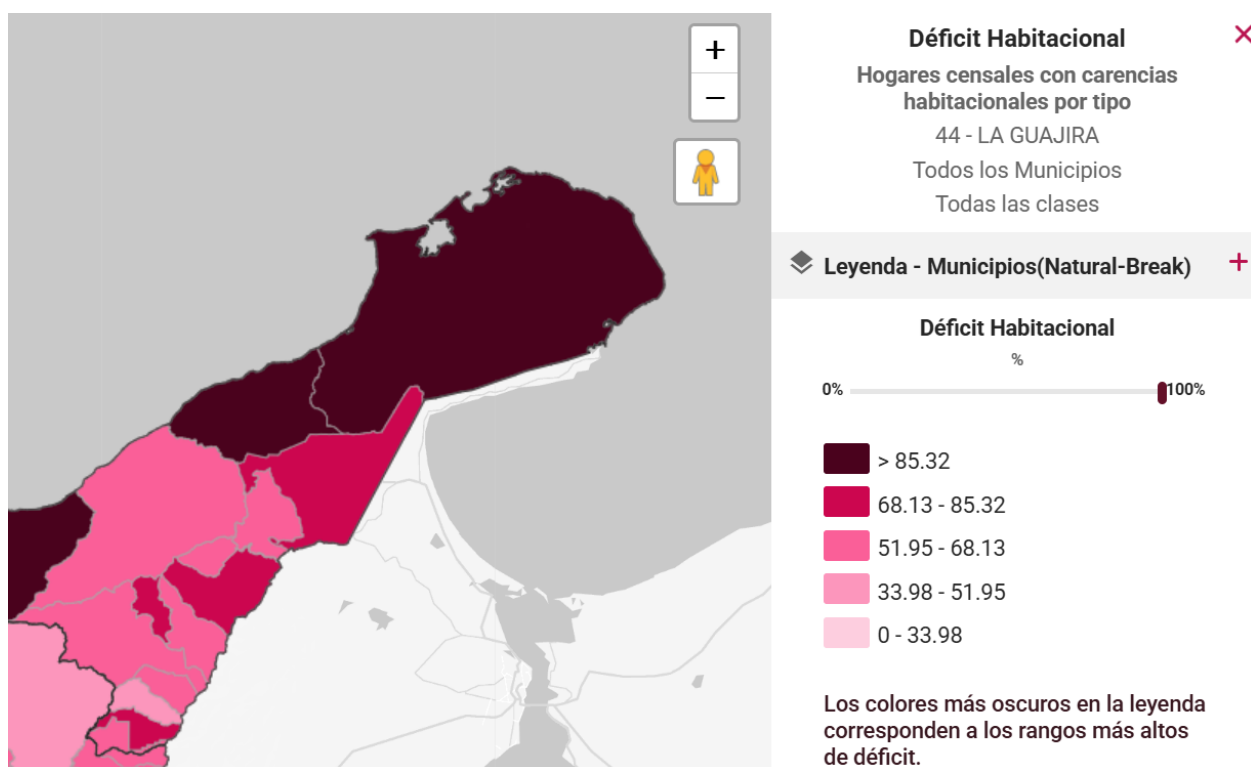 +
−
Déficit Habitacional
×
Hogares censales con carencias
habitacionales por tipo
44 - LA GUAJIRA
Todos los Municipios
Todas las clases
Leyenda - Municipios(Natural-Break)
+
Déficit Habitacional
%
0%
100%
> 85.32
68.13 - 85.32
51.95 - 68.13
33.98 - 51.95
0 - 33.98
Los colores más oscuros en la leyenda
corresponden a los rangos más altos
de déficit.